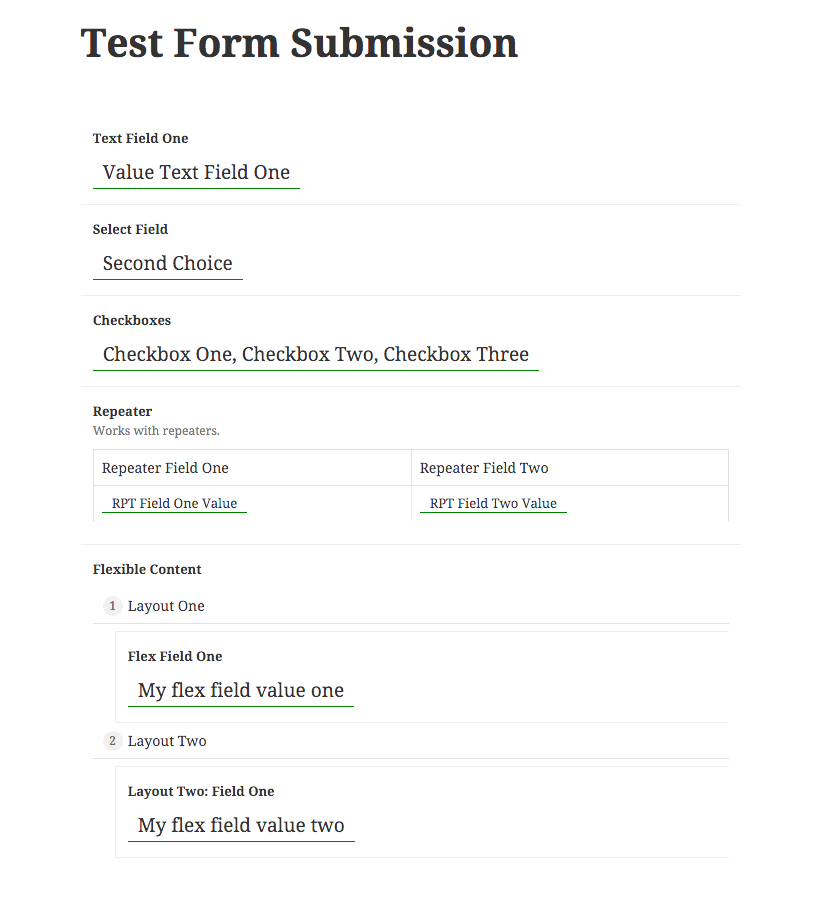 Test Form Submission
Text Field One
Value Text Field One
Select Field
Second Choice
Checkboxes
Checkbox One, Checkbox Two, Checkbox Three
Repeater
Works with repeaters.
Repeater Field One Repeater Field Two
RPT Field One Value RPT Field Two Value
Flexible Content
1 Layout One
Flex Field One
My flex field value one
2 Layout Two
Layout Two: Field One
My flex field value two